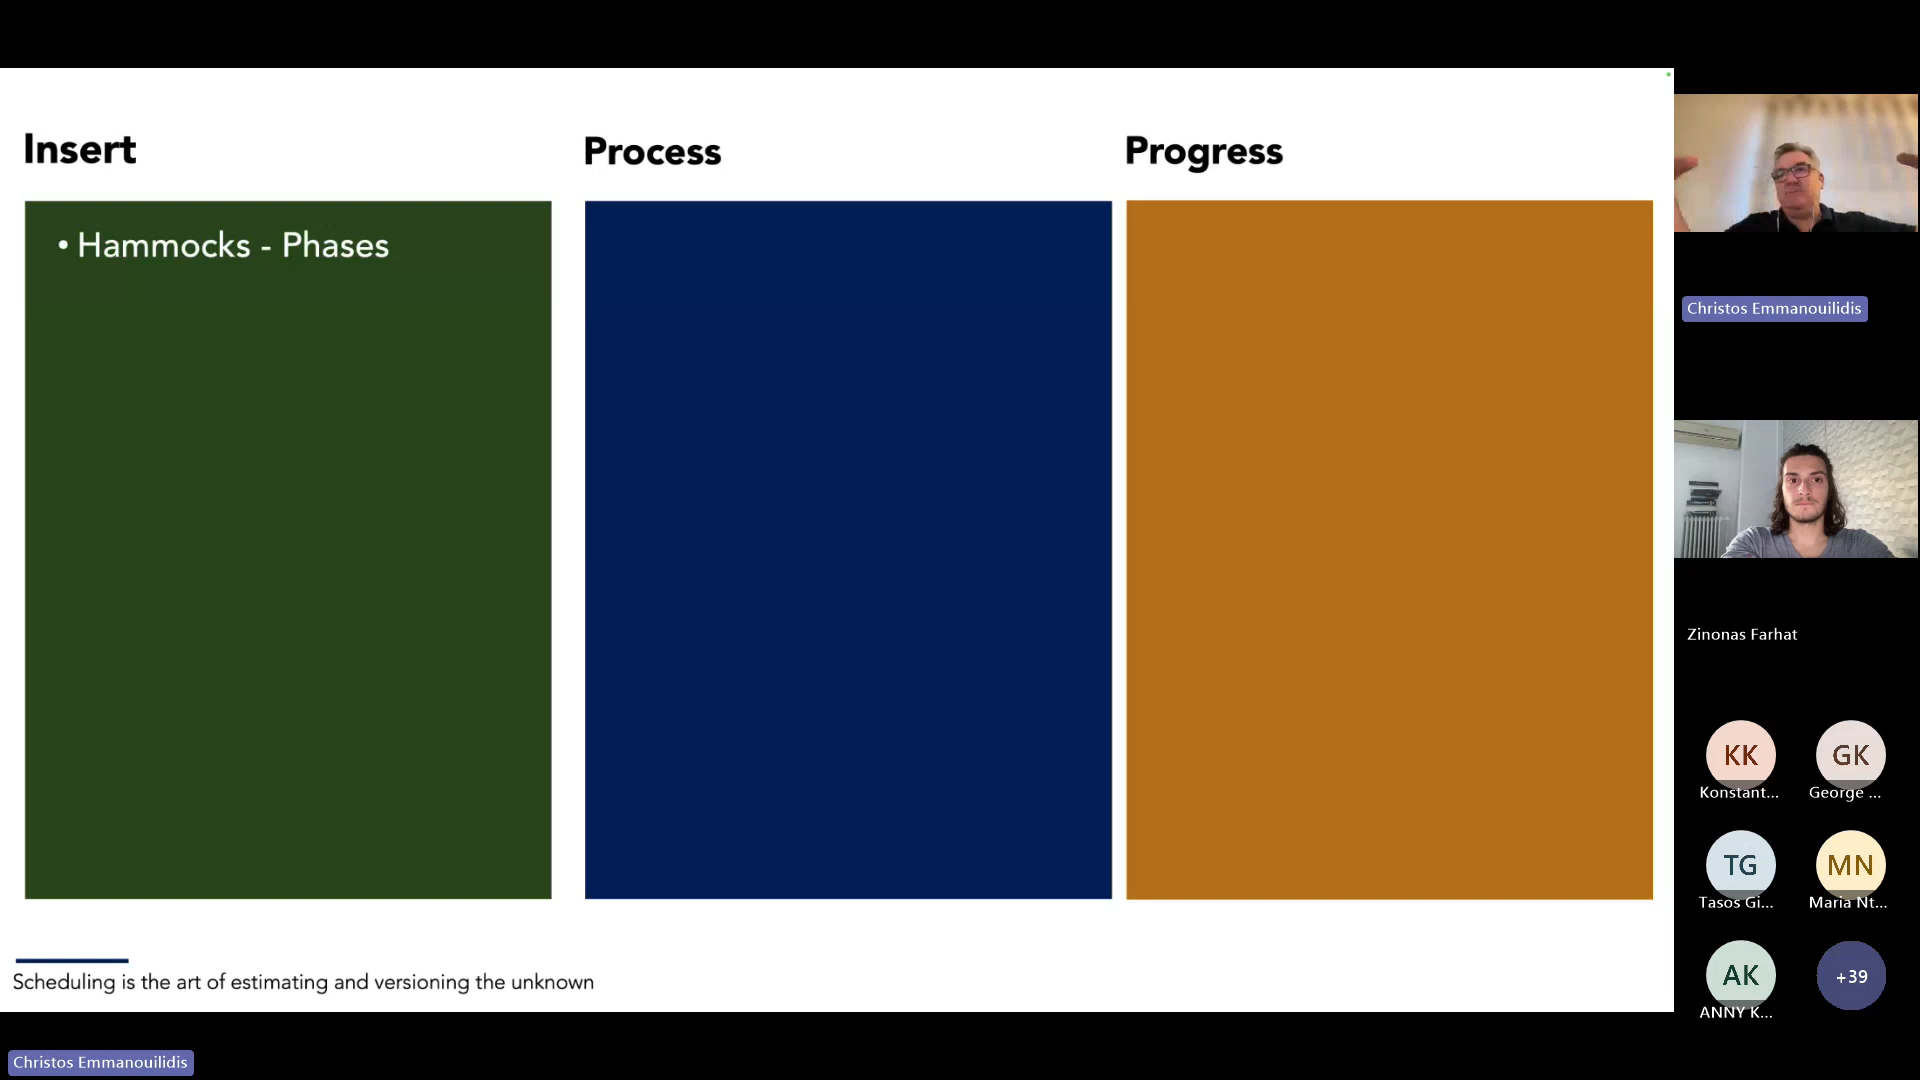 Insert
Process
Progress
• Hammocks - Phases
Scheduling is the art of estimating and versioning the unknown
Christos Emmanouilidis
Christos Emmanouilidis
Zinonas Farhat
KK
GK
Konstant...
George ...
TG
MN
Tasos Gi...
Maria Nt...
AK
+39
ANNY K...